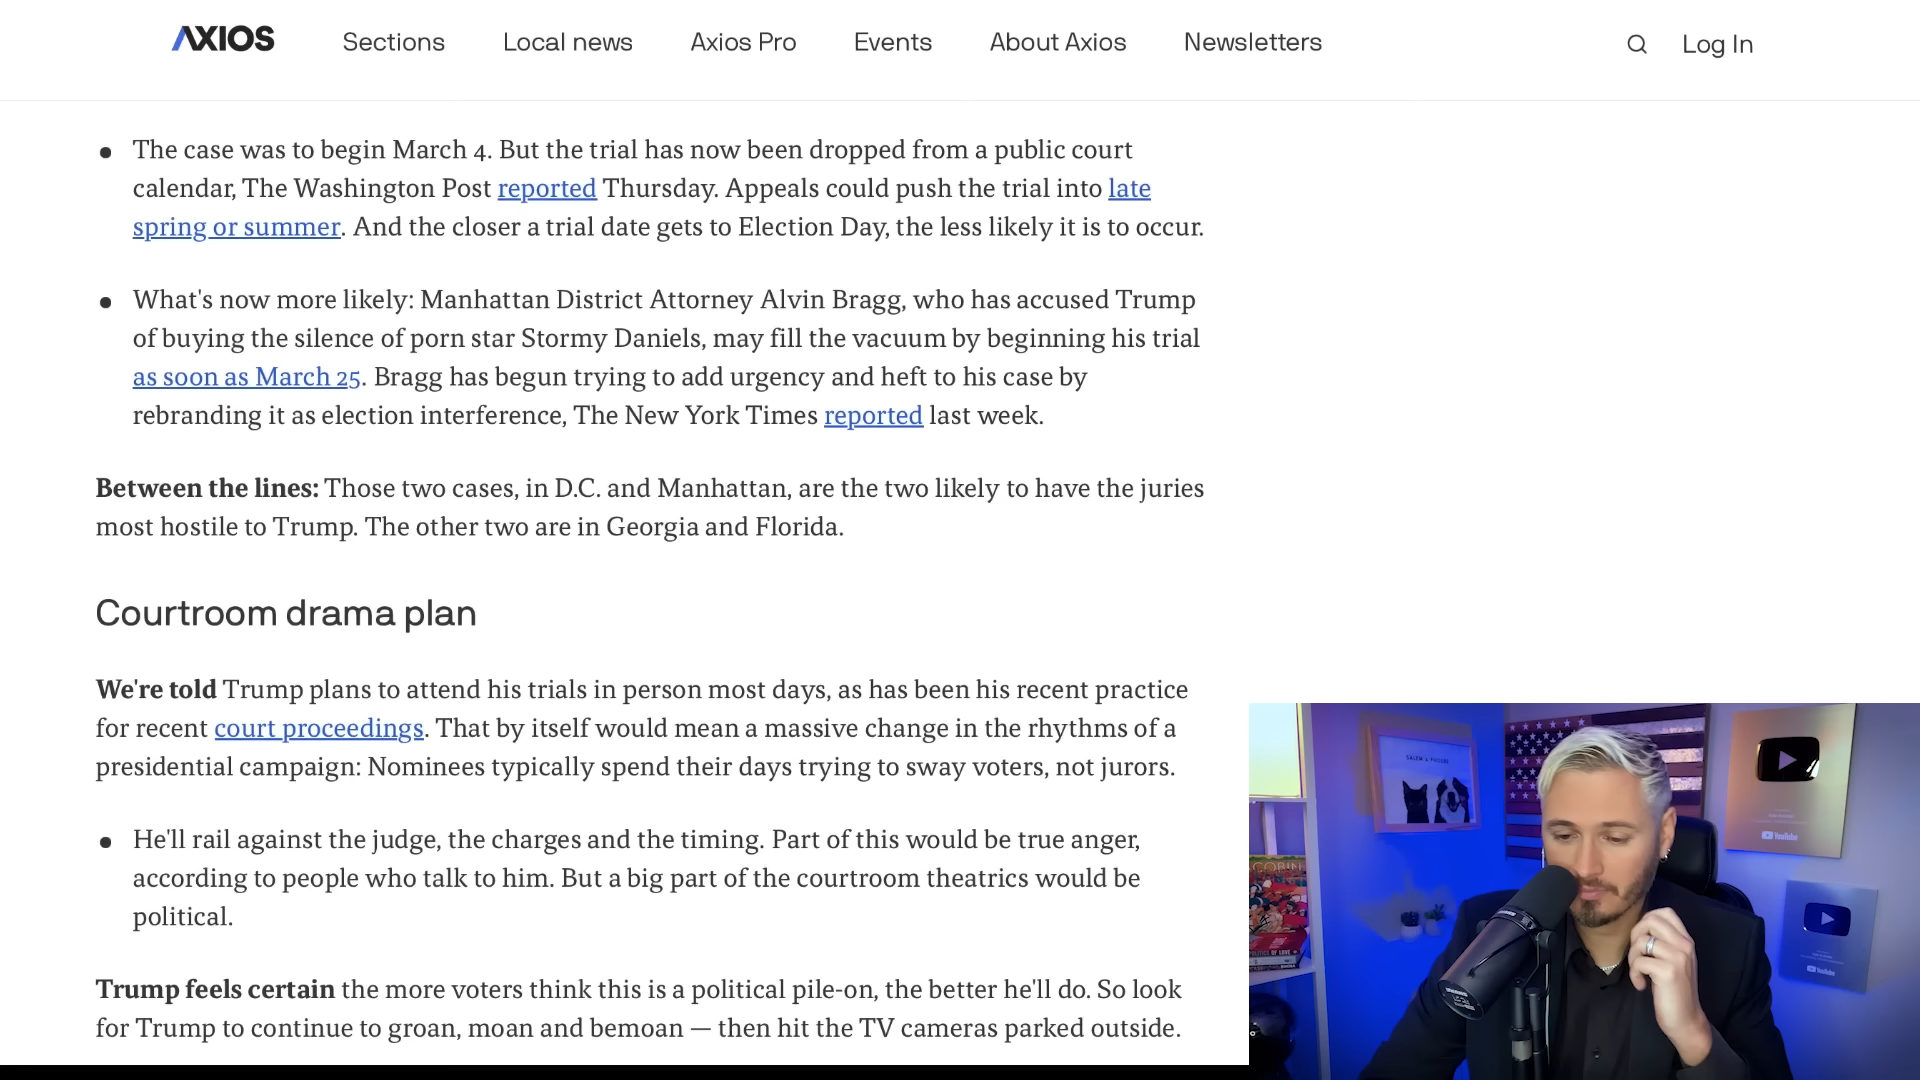 AXIOS
Sections
Local news
Axios Pro
Events
About Axios
Newsletters
Log In
The case was to begin March 4. But the trial has now been dropped from a public court
calendar, The Washington Post reported Thursday. Appeals could push the trial into late
spring or summer. And the closer a trial date gets to Election Day, the less likely it is to occur.
What's now more likely: Manhattan District Attorney Alvin Bragg, who has accused Trump
of buying the silence of porn star Stormy Daniels, may fill the vacuum by beginning his trial
as soon as March 25. Bragg has begun trying to add urgency and heft to his case by
rebranding it as election interference, The New York Times reported last week.
Between the lines: Those two cases, in D.C. and Manhattan, are the two likely to have the juries
most hostile to Trump. The other two are in Georgia and Florida.
Courtroom drama plan
We're told Trump plans to attend his trials in person most days, as has been his recent practice
for recent court proceedings. That by itself would mean a massive change in the rhythms of a
presidential campaign: Nominees typically spend their days trying to sway voters, not jurors.
He'll rail against the judge, the charges and the timing. Part of this would be true anger,
according to people who talk to him. But a big part of the courtroom theatrics would be
political.
Trump feels certain the more voters think this is a political pile-on, the better he'll do. So look
for Trump to continue to groan, moan and bemoan — then hit the TV cameras parked outside.
SALEM & PHOEBE
YouTube
YouTube